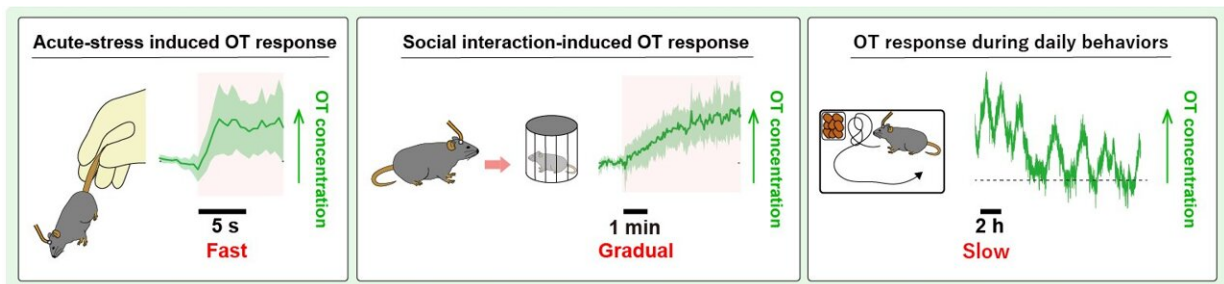 Acute-stress induced OT response
OT concentration
5 s
Fast
Social interaction-induced OT response
OT concentration
1 min
Gradual
OT response during daily behaviors
OT concentration
2 h
Slow